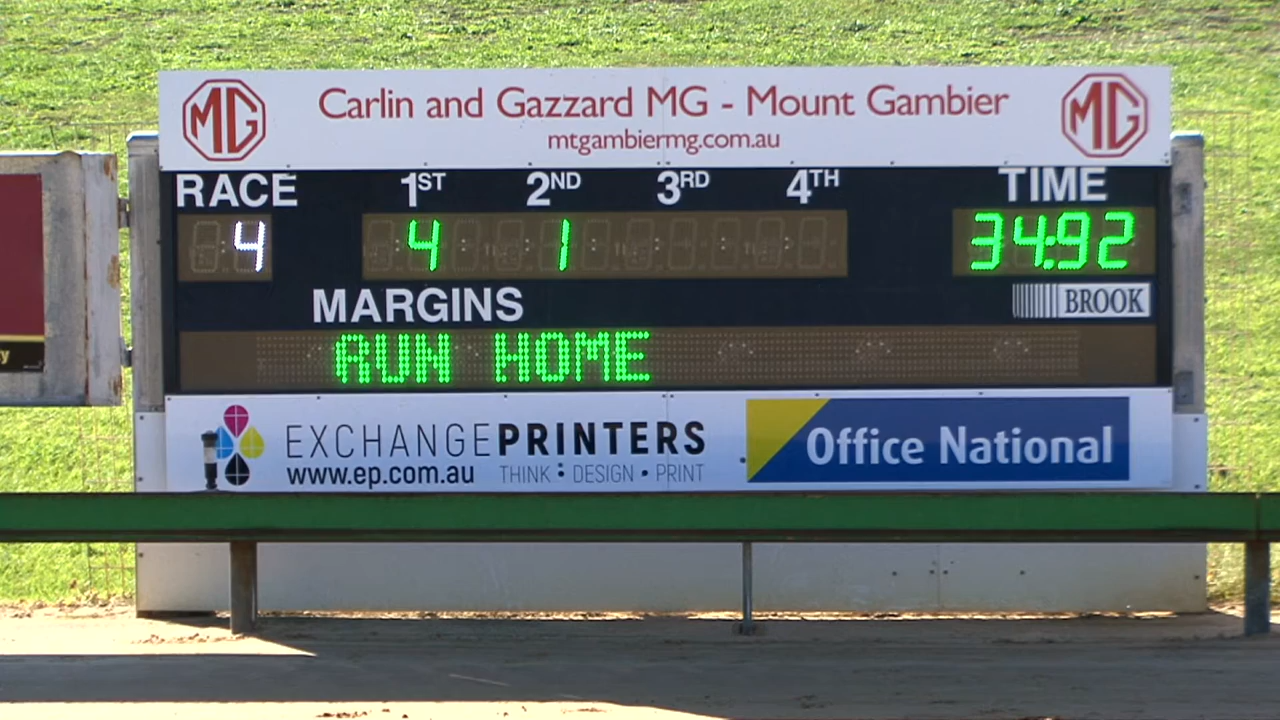 MG Carlin and Gazzard MG - Mount Gambier MG
mtgambiermg.com.au
RACE 1ST 2ND 3RD 4TH TIME
4 4 1 34:92
MARGINS BROOK
RUN HOME
EXCHANGEPRINTERS Office National
www.ep.com.au THINK : DESIGN • PRINT